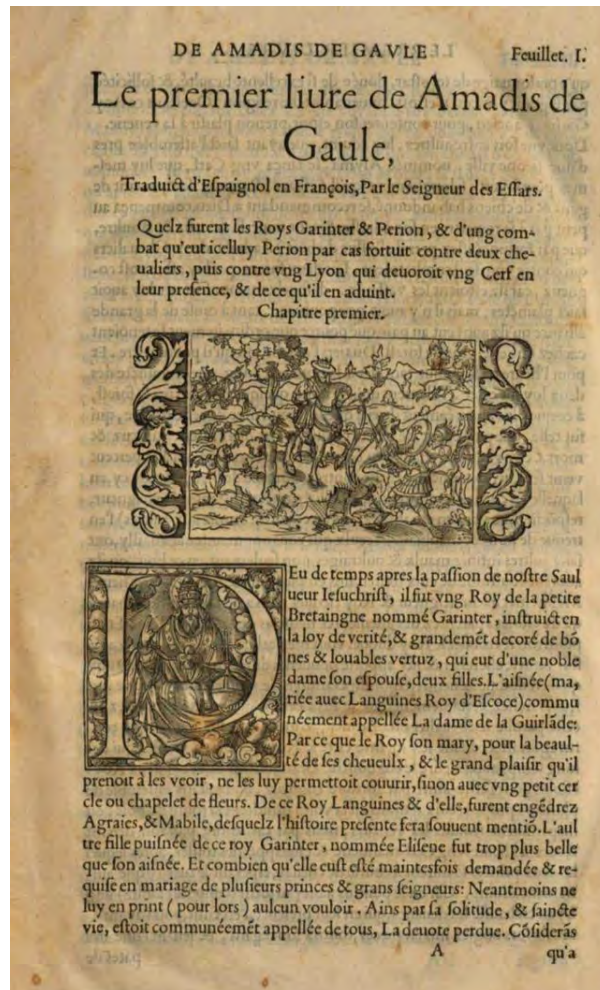 DE AMADIS DE GAVLE
Feuillet. I.
Le premier liure de Amadis de
Gaule,
Traduict d'Eſpaignol en François, Par le Seigneur des Eſſars.
Quelz furent les Roys Garinter & Perion, & d'ung com-
bat qu'eut icelluy Perion par cas fortuit contre deux che-
ualiers, puis contre vng Lyon qui deuoroit vng Cerf en
leur preſence, & de ce qu'il en aduint.
Chapitre premier.
PEu de temps apres la paſſion de noſtre Saul
ueur Ieſuchriſt, il fut vng Roy de la petite
Bretaingne nommé Garinter, inſtruict en
la loy de verité, & grandemẽt decoré de bõ
nes & louables vertuz, qui eut d'une noble
dame ſon eſpouſe, deux filles. L'aiſnée (ma,
riée auec Languines Roy d'Eſcoce) commu
néement appellée La dame de la Guirlãde:
Par ce que le Roy ſon mary, pour la beaul-
té de ſes cheueulx, & le grand plaiſir qu'il
prenoit à les veoir, ne les luy permettoit couurir, ſinon auec vng petit cer
cle ou chapelet de fleurs. De ce Roy Languines & d'elle, furent engẽdrez
Agraies, & Mabile, deſquelz l'hiſtoire preſente fera ſouuent mentiõ. L'aul
tre fille puiſnée de ce roy Garinter, nommée Eliſene fut trop plus belle
que ſon aiſnée. Et combien qu'elle euſt eſté maintesfois demandée & re-
quiſe en mariage de pluſieurs princes & grans ſeigneurs: Neantmoins ne
luy en print ( pour lors ) aulcun vouloir. Ains par ſa ſolitude, & ſaincte
vie, eſtoit communéemẽt appellée de tous, La deuote perdue. Cõſiderãs
A
qu'a